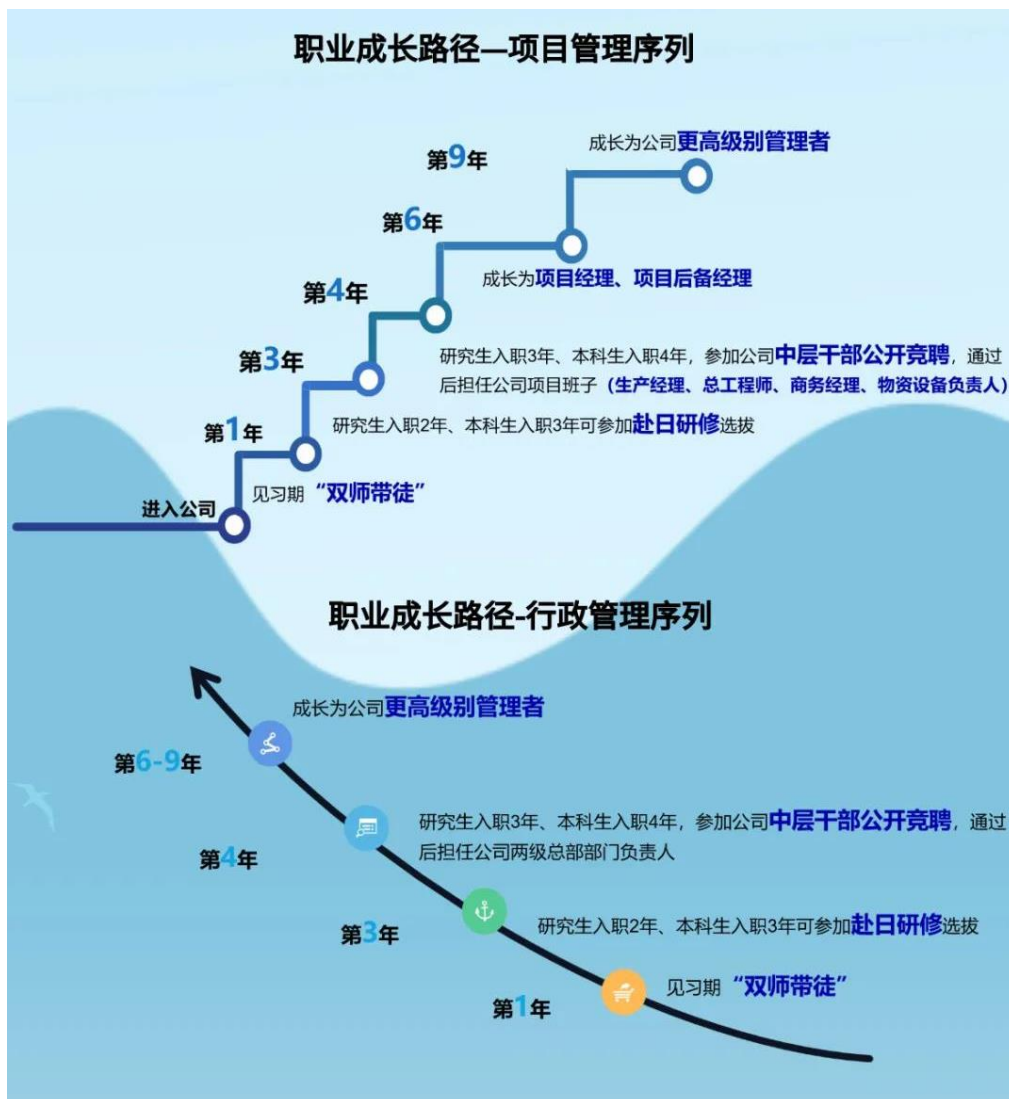 职业成长路径—项目管理序列
成长为公司更高级别管理者
第9年
第6年
成长为项目经理、项目后备经理
第4年
研究生入职3年、本科生入职4年，参加公司中层干部公开竞聘，通过
后担任公司项目班子（生产经理、总工程师、商务经理、物资设备负责人）
第3年
研究生入职2年、本科生入职3年可参加赴日研修选拔
第1年
见习期“双师带徒”
进入公司
职业成长路径-行政管理序列
成长为公司更高级别管理者
第6-9年
研究生入职3年、本科生入职4年，参加公司中层干部公开竞聘，通过
后担任公司两级总部部门负责人
第4年
研究生入职2年、本科生入职3年可参加赴日研修选拔
第3年
见习期“双师带徒”
第1年